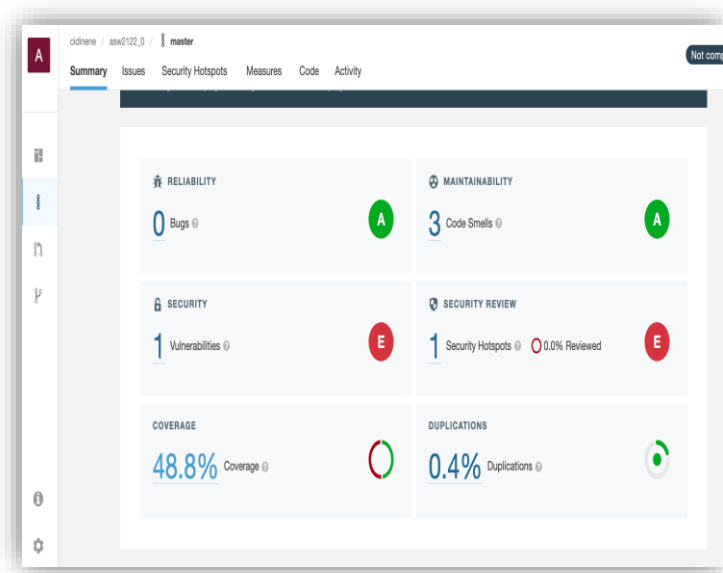 cidinene / asw2122_0 / master
A
Not comp
Summary Issues Security Hotspots Measures Code Activity
RELIABILITY
0 Bugs ?
A
MAINTAINABILITY
3 Code Smells ?
A
SECURITY
1 Vulnerabilities ?
E
SECURITY REVIEW
1 Security Hotspots ? 0.0% Reviewed
E
COVERAGE
48.8% Coverage ?
DUPLICATIONS
0.4% Duplications ?